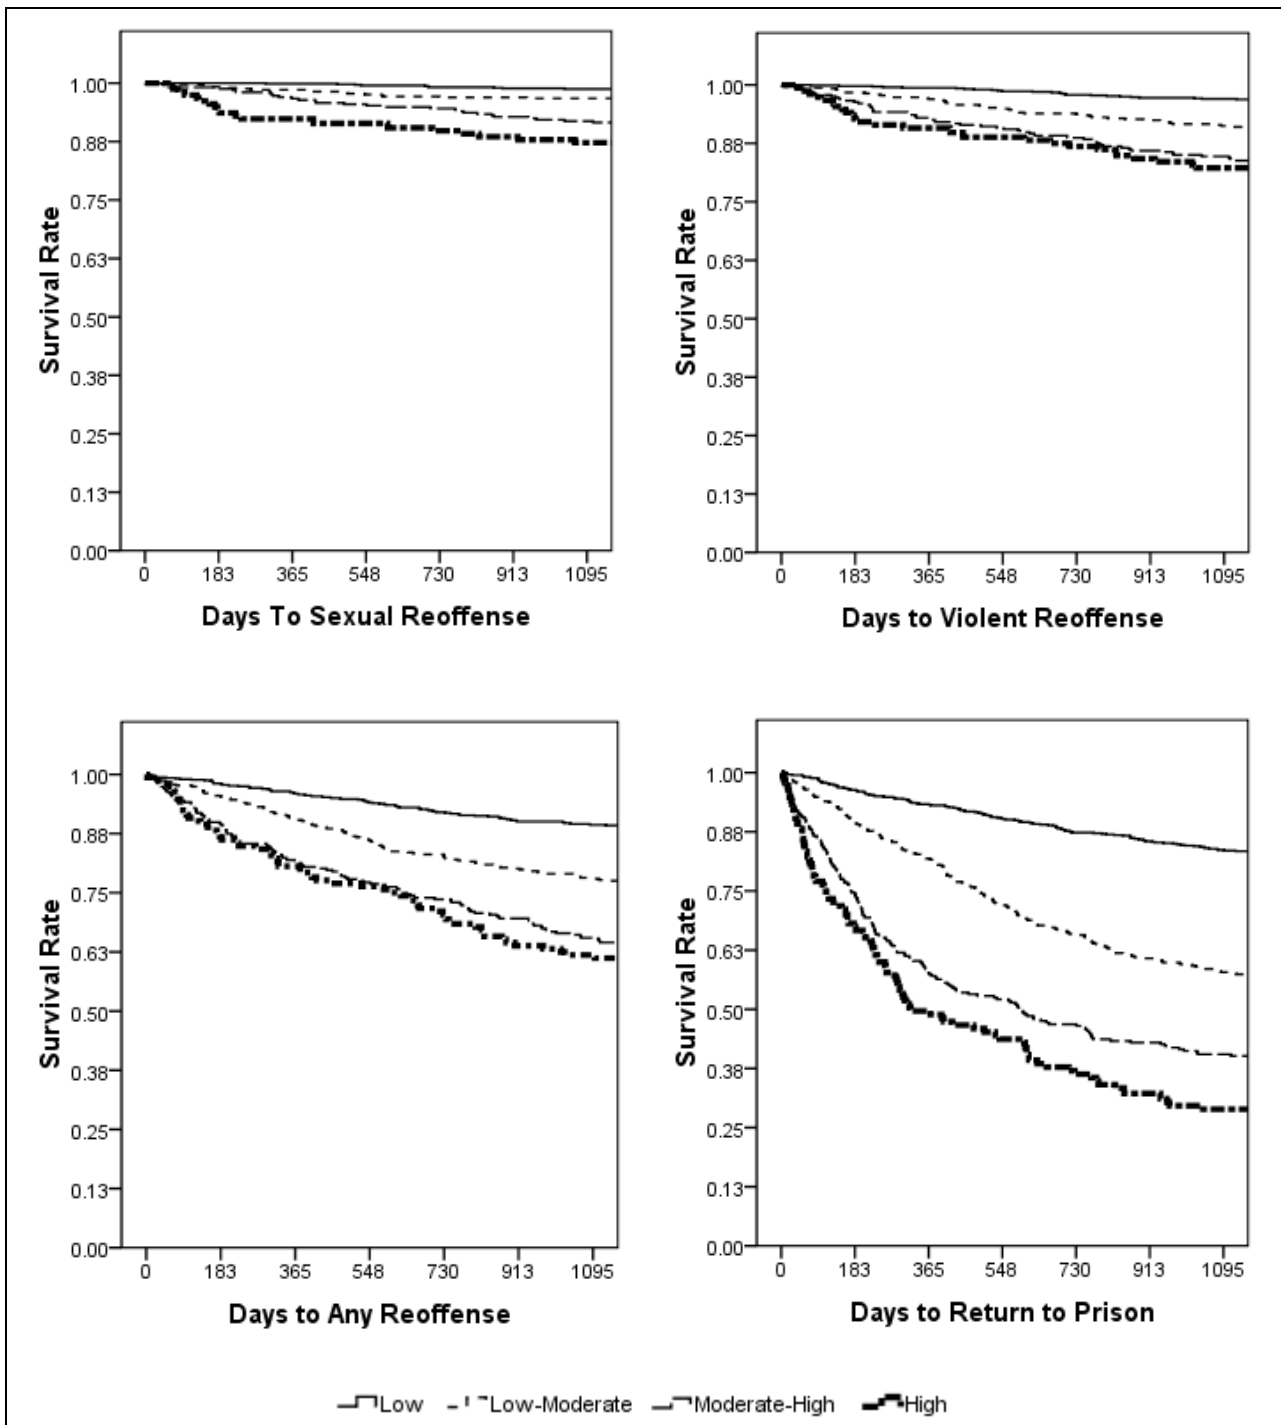 1.00
0.88
0.75
0.63
0.50
0.38
0.25
0.13
0.00
Survival Rate
0 183 365 548 730 913 1095
Days To Sexual Reoffense
1.00
0.88
0.75
0.63
0.50
0.38
0.25
0.13
0.00
Survival Rate
0 183 365 548 730 913 1095
Days to Violent Reoffense
1.00
0.88
0.75
0.63
0.50
0.38
0.25
0.13
0.00
Survival Rate
0 183 365 548 730 913 1095
Days to Any Reoffense
1.00
0.88
0.75
0.63
0.50
0.38
0.25
0.13
0.00
Survival Rate
0 183 365 548 730 913 1095
Days to Return to Prison
Low Low-Moderate Moderate-High High